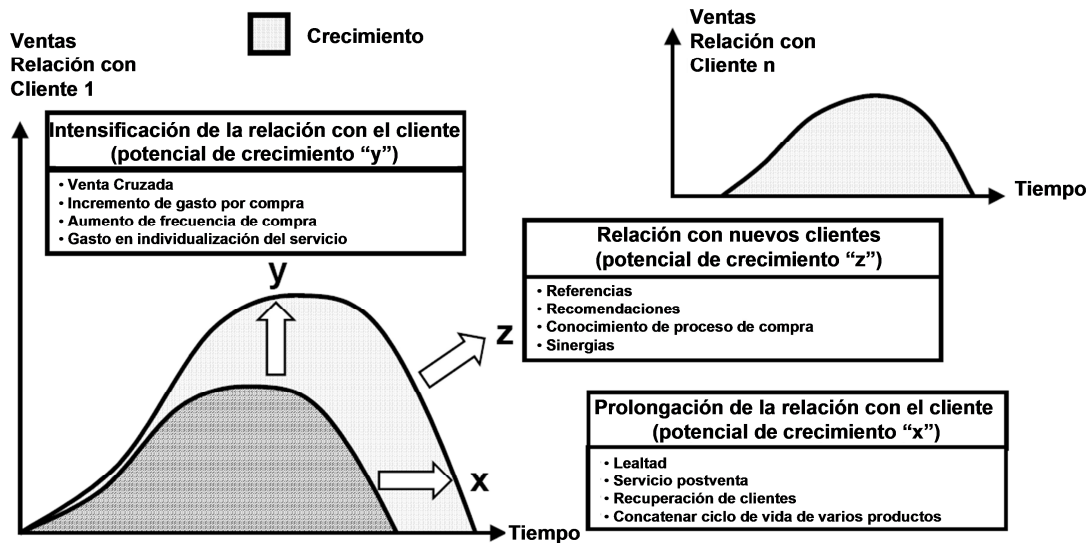 Ventas
Relación con
Cliente 1
Crecimiento
Ventas
Relación con
Cliente n
Tiempo
Intensificación de la relación con el cliente
(potencial de crecimiento “y”)
• Venta Cruzada
• Incremento de gasto por compra
• Aumento de frecuencia de compra
• Gasto en individualización del servicio
Relación con nuevos clientes
(potencial de crecimiento “z”)
• Referencias
• Recomendaciones
• Conocimiento de proceso de compra
• Sinergias
y
z
x
Prolongación de la relación con el cliente
(potencial de crecimiento “x”)
• Lealtad
• Servicio postventa
• Recuperación de clientes
• Concatenar ciclo de vida de varios productos
Tiempo